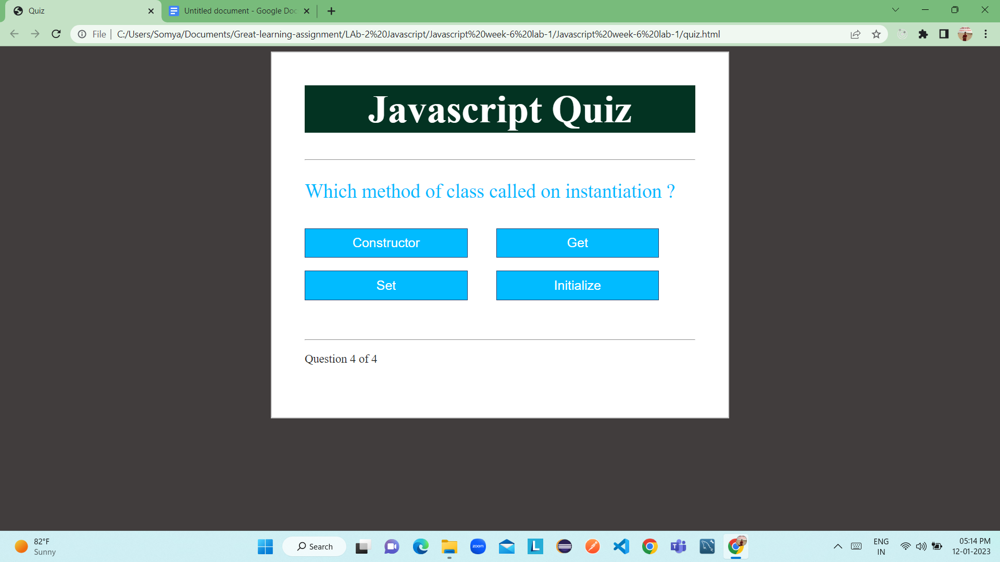 Quiz
Untitled document - Google Doc
File
C:/Users/Somya/Documents/Great-learning-assignment/LAb-2%20Javascript/Javascript%20week-6%20lab-1/Javascript%20week-6%20lab-1/quiz.html
Javascript Quiz
Which method of class called on instantiation ?
Constructor
Get
Set
Initialize
Question 4 of 4
82°F
Sunny
Search
zoom
L
ENG
IN
05:14 PM
12-01-2023